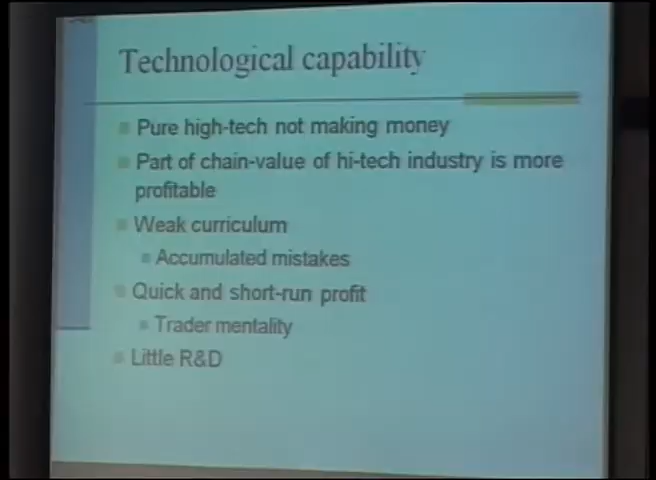 Technological capability
Pure high-tech not making money
Part of chain-value of hi-tech industry is more
profitable
Weak curriculum
Accumulated mistakes
Quick and short-run profit
Trader mentality
Little R&D